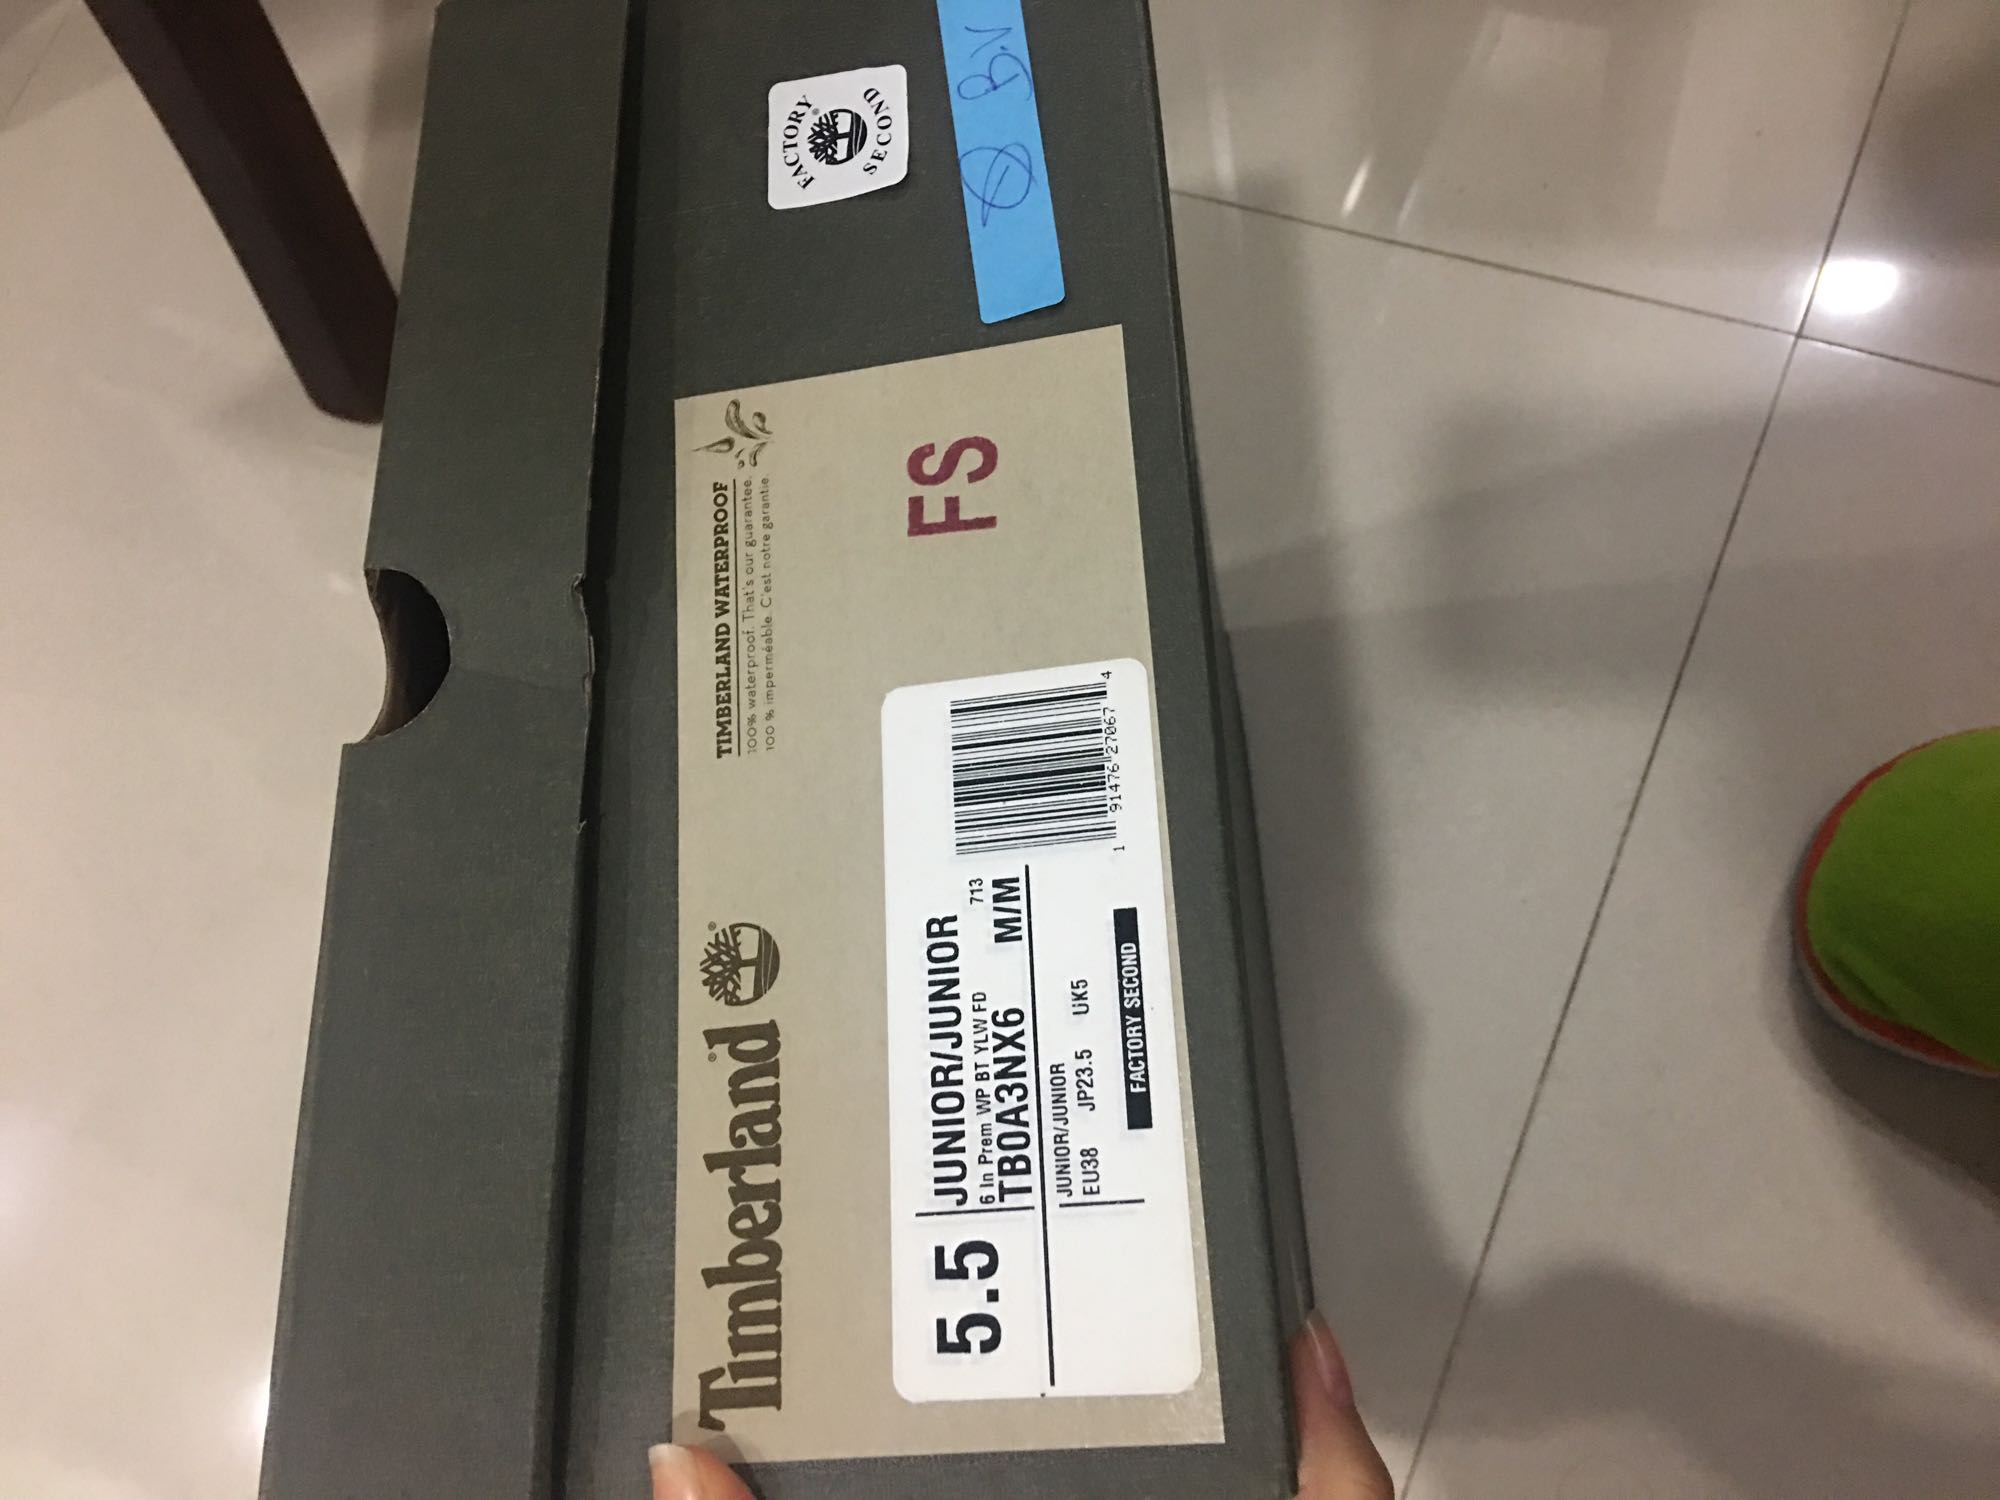 Timberland
TIMBERLAND WATERPROOF
100% waterproof. That's our guarantee.
100 % imperméable. C'est notre garantie.
FS
5.5
JUNIOR/JUNIOR
6 In Prem WP BT YLW FD 713
TB0A3NX6 M/M
JUNIOR/JUNIOR
EU38 JP23.5 UK5
FACTORY SECOND
1 91476 27067 4
FACTORY
SECOND
B.V